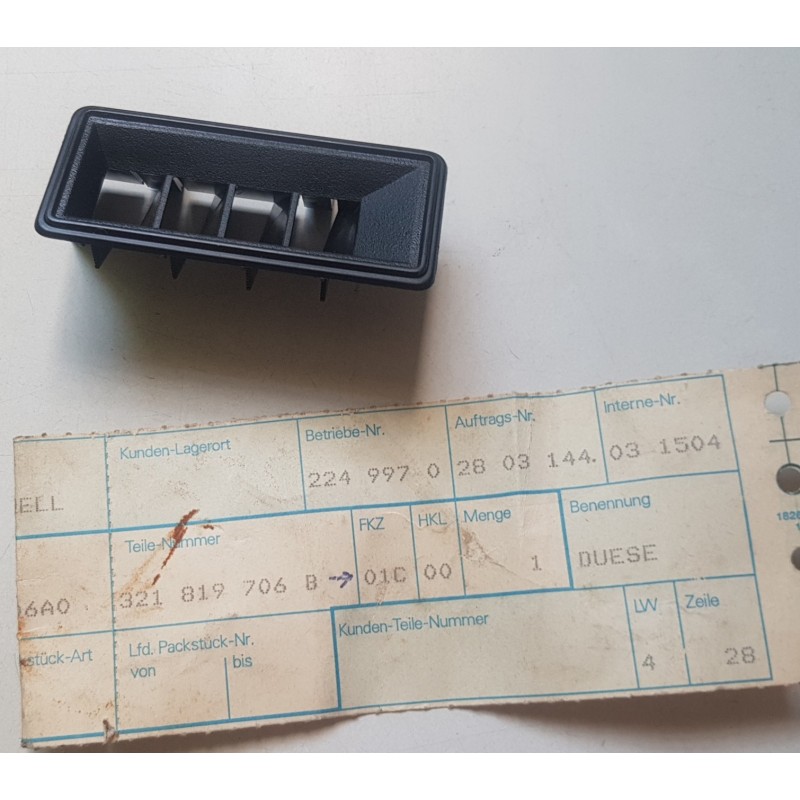 Kunden-Lagerort
Betriebe-Nr.
Auftrags-Nr.
Interne-Nr.
ELL
224 997 0
28 03 144.
03 1504
Teile-Nummer
FKZ
HKL
Menge
Benennung
6A0
321 819 706 B →
01C
00
1
DUESE
stück-Art
Lfd. Packstück-Nr.
von
bis
Kunden-Teile-Nummer
LW
Zeile
4
28